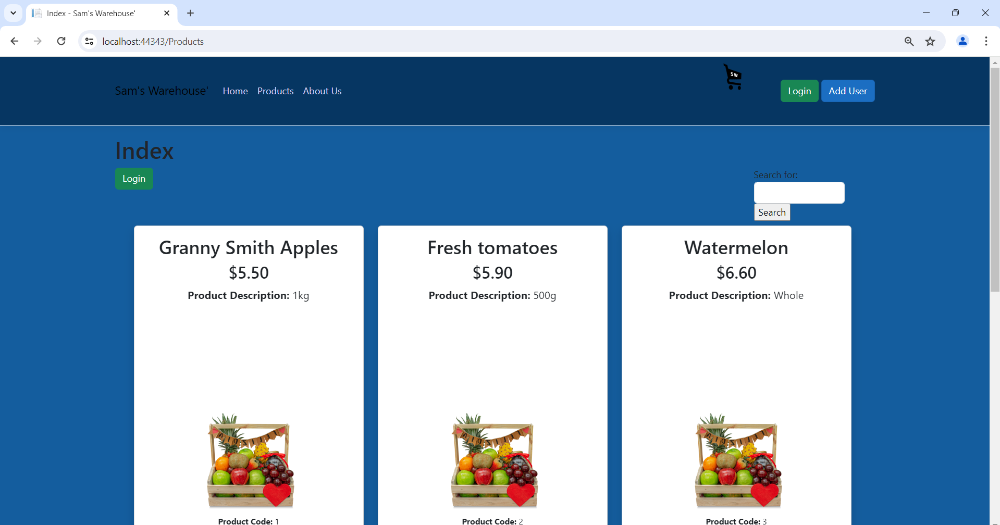 Index - Sam's Warehouse'
localhost:44343/Products
SW
Sam's Warehouse' Home Products About Us Login Add User
Index
Login
Search for:
Search
Granny Smith Apples
$5.50
Product Description: 1kg
Product Code: 1
Fresh tomatoes
$5.90
Product Description: 500g
Product Code: 2
Watermelon
$6.60
Product Description: Whole
Product Code: 3